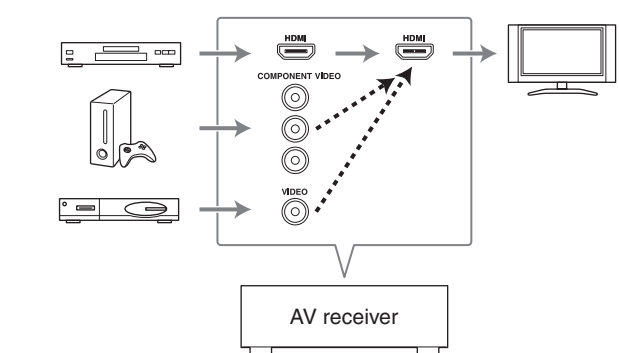 HDMI
HDMI
COMPONENT VIDEO
VIDEO
AV receiver